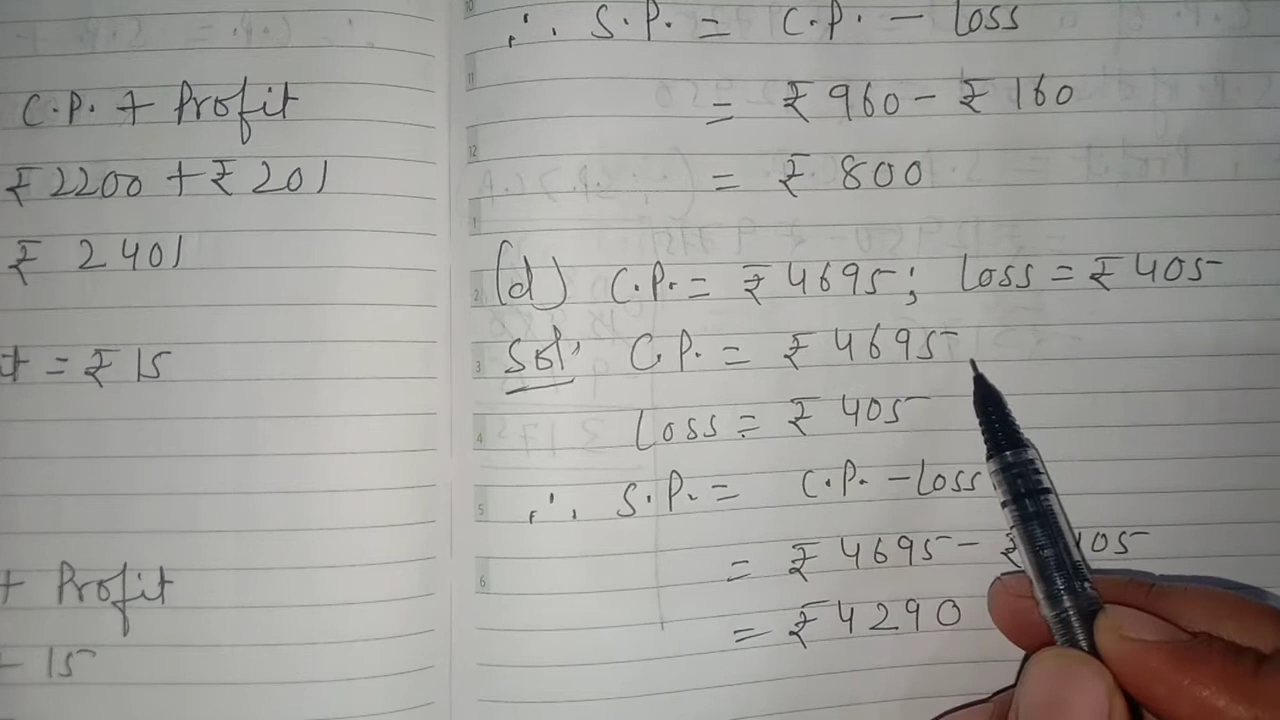 C.P. + Profit
₹ 2200 + ₹ 201
₹ 2401
t = ₹ 15
+ Profit
- 15
∴ S.P. = C.P. - Loss
= ₹ 960 - ₹ 160
= ₹ 800
(d) C.P. = ₹ 4695; Loss = ₹ 405
Sol. C.P. = ₹ 4695
Loss = ₹ 405
∴ S.P. = C.P. - Loss
= ₹ 4695 - ₹ 405
= ₹ 4290